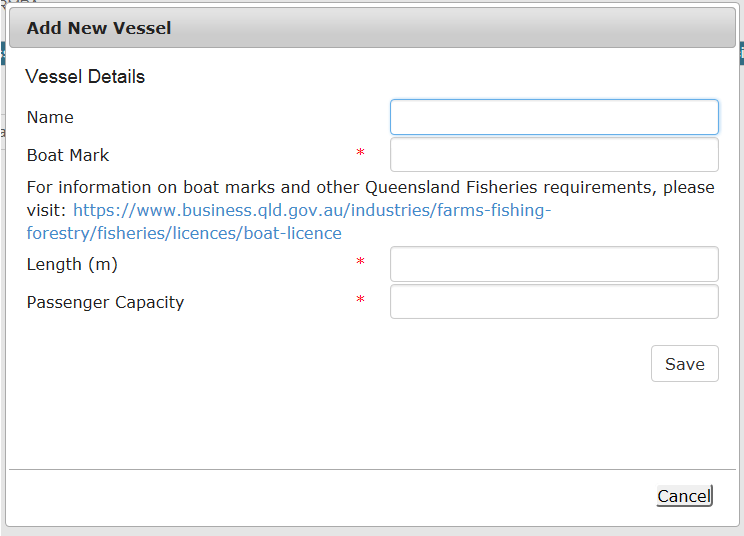 Add New Vessel
Vessel Details
Name
Boat Mark *
For information on boat marks and other Queensland Fisheries requirements, please
visit: https://www.business.qld.gov.au/industries/farms-fishing-
forestry/fisheries/licences/boat-licence
Length (m) *
Passenger Capacity *
Save
Cancel